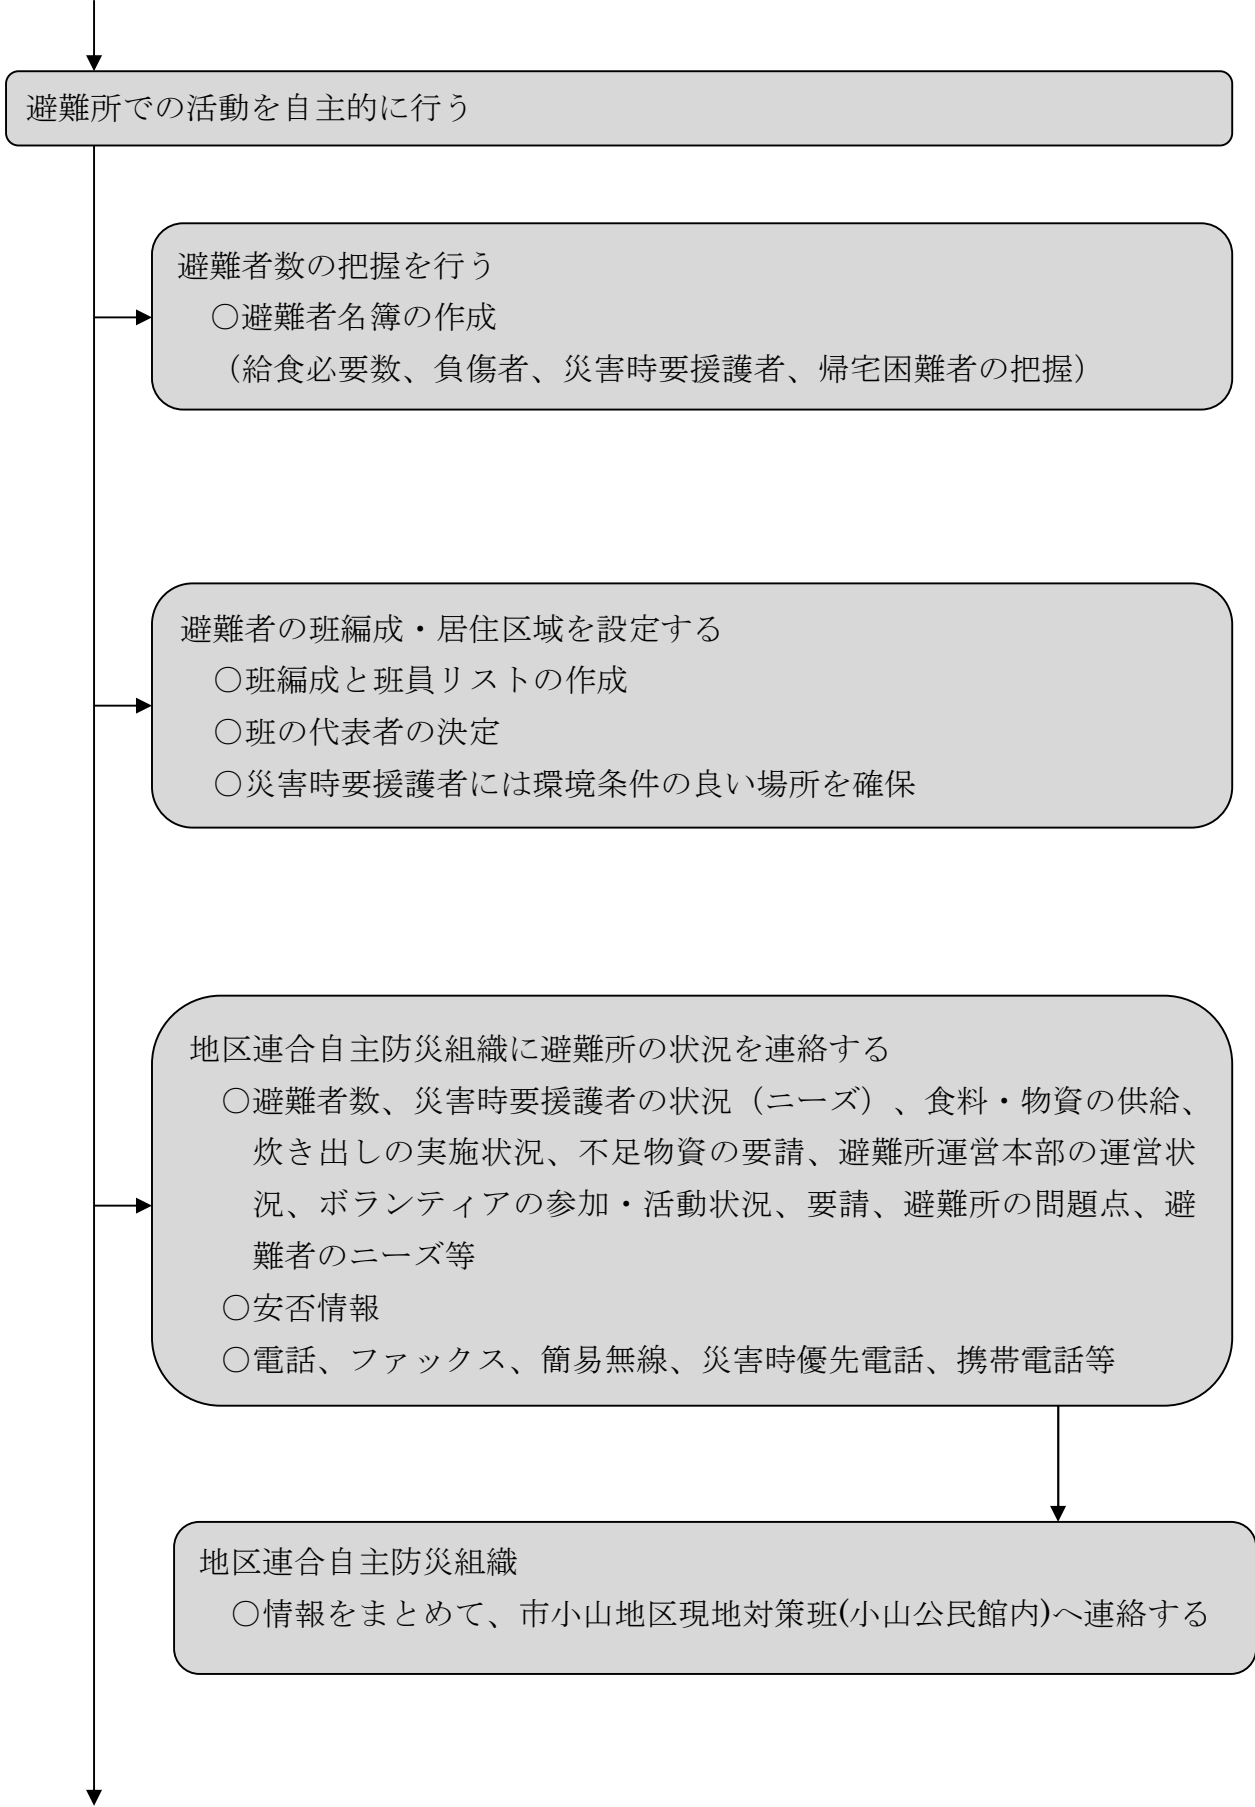 避難所での活動を自主的に行う
避難者数の把握を行う
○避難者名簿の作成
（給食必要数、負傷者、災害時要援護者、帰宅困難者の把握）
避難者の班編成・居住区域を設定する
○班編成と班員リストの作成
○班の代表者の決定
○災害時要援護者には環境条件の良い場所を確保
地区連合自主防災組織に避難所の状況を連絡する
○避難者数、災害時要援護者の状況（ニーズ）、食料・物資の供給、
炊き出しの実施状況、不足物資の要請、避難所運営本部の運営状
況、ボランティアの参加・活動状況、要請、避難所の問題点、避
難者のニーズ等
○安否情報
○電話、ファックス、簡易無線、災害時優先電話、携帯電話等
地区連合自主防災組織
○情報をまとめて、市小山地区現地対策班(小山公民館内)へ連絡する